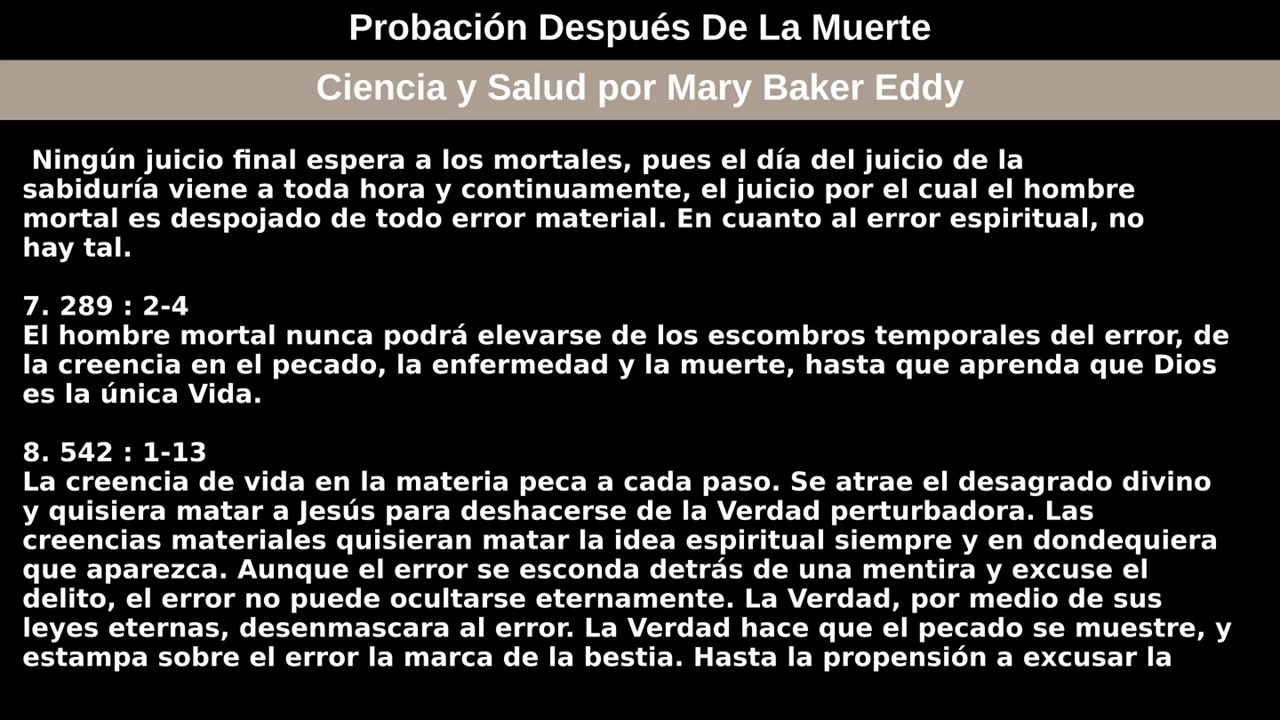 Probación Después De La Muerte
Ciencia y Salud por Mary Baker Eddy
Ningún juicio final espera a los mortales, pues el día del juicio de la
sabiduría viene a toda hora y continuamente, el juicio por el cual el hombre
mortal es despojado de todo error material. En cuanto al error espiritual, no
hay tal.
7. 289 : 2-4
El hombre mortal nunca podrá elevarse de los escombros temporales del error, de
la creencia en el pecado, la enfermedad y la muerte, hasta que aprenda que Dios
es la única Vida.
8. 542 : 1-13
La creencia de vida en la materia peca a cada paso. Se atrae el desagrado divino
y quisiera matar a Jesús para deshacerse de la Verdad perturbadora. Las
creencias materiales quisieran matar la idea espiritual siempre y en dondequiera
que aparezca. Aunque el error se esconda detrás de una mentira y excuse el
delito, el error no puede ocultarse eternamente. La Verdad, por medio de sus
leyes eternas, desenmascara al error. La Verdad hace que el pecado se muestre, y
estampa sobre el error la marca de la bestia. Hasta la propensión a excusar la